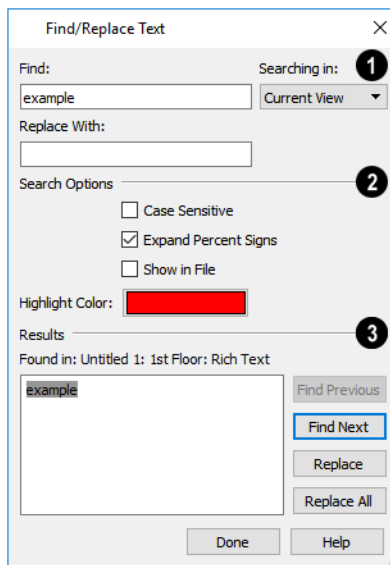 Find/Replace Text
Find: Searching in: 1
example Current View
Replace With:
Search Options 2
Case Sensitive
Expand Percent Signs
Show in File
Highlight Color:
Results 3
Found in: Untitled 1: 1st Floor: Rich Text
example Find Previous
Find Next
Replace
Replace All
Done Help